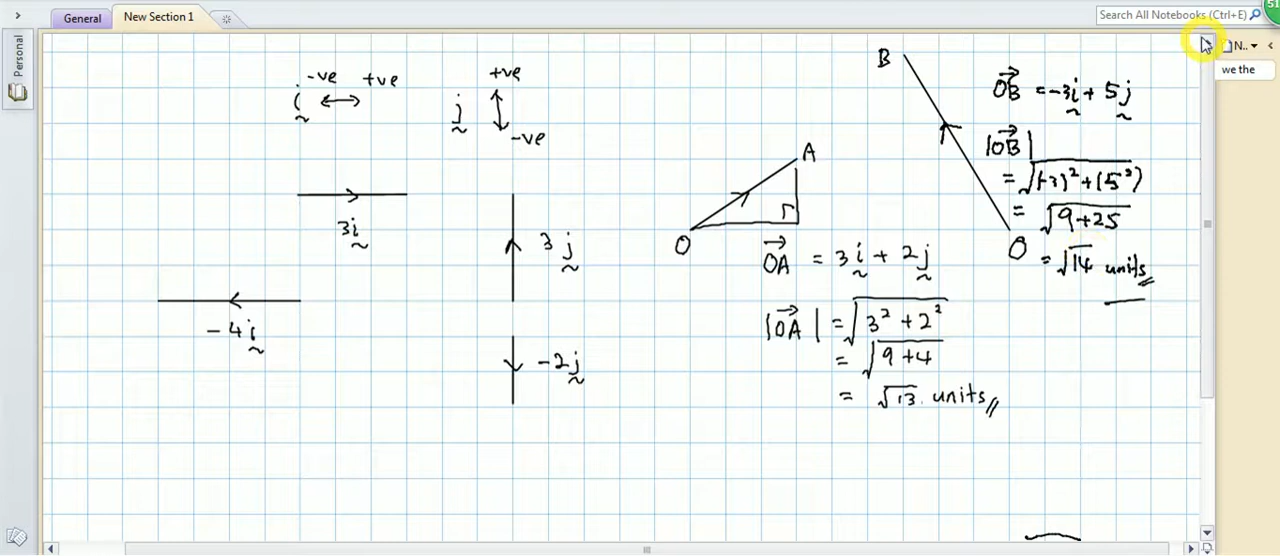 General
New Section 1
Search All Notebooks (Ctrl+E)
51
Personal
N..
we the
-ve +ve
i
+ve
j
-ve
3i
3j
-4i
-2j
A
O
OA = 3i + 2j
|OA| = √3² + 2²
= √9 + 4
= √13 units
B
O
OB = -3i + 5j
|OB|
= √(-3)² + (5²)
= √9+25
= √14 units